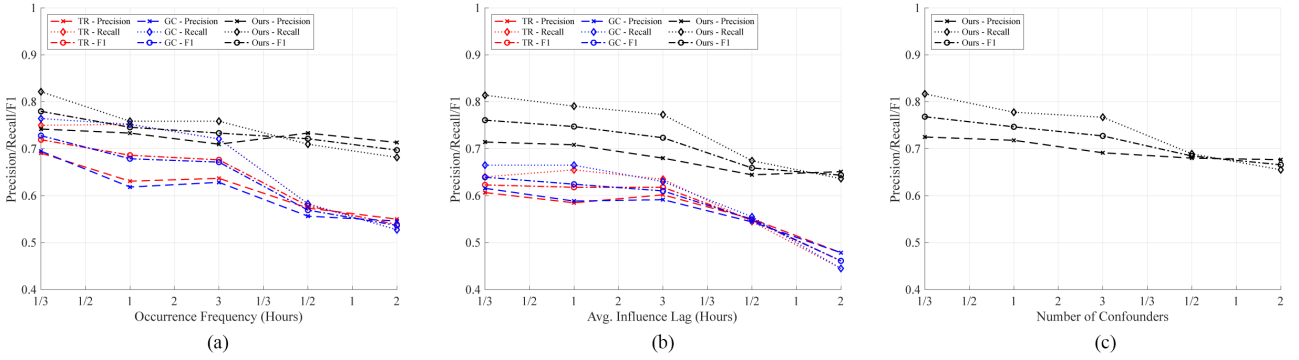 TR - Precision GC - Precision Ours - Precision
TR - Recall GC - Recall Ours - Recall
TR - F1 GC - F1 Ours - F1
1
0.9
0.8
0.7
0.6
0.5
0.4
Precision/Recall/F1
1/3 1/2 1 2 3 1/3 1/2 1 2
Occurrence Frequency (Hours)
(a)
TR - Precision GC - Precision Ours - Precision
TR - Recall GC - Recall Ours - Recall
TR - F1 GC - F1 Ours - F1
1
0.9
0.8
0.7
0.6
0.5
0.4
Precision/Recall/F1
1/3 1/2 1 2 3 1/3 1/2 1 2
Avg. Influence Lag (Hours)
(b)
Ours - Precision
Ours - Recall
Ours - F1
1
0.9
0.8
0.7
0.6
0.5
0.4
Precision/Recall/F1
1/3 1/2 1 2 3 1/3 1/2 1 2
Number of Confounders
(c)